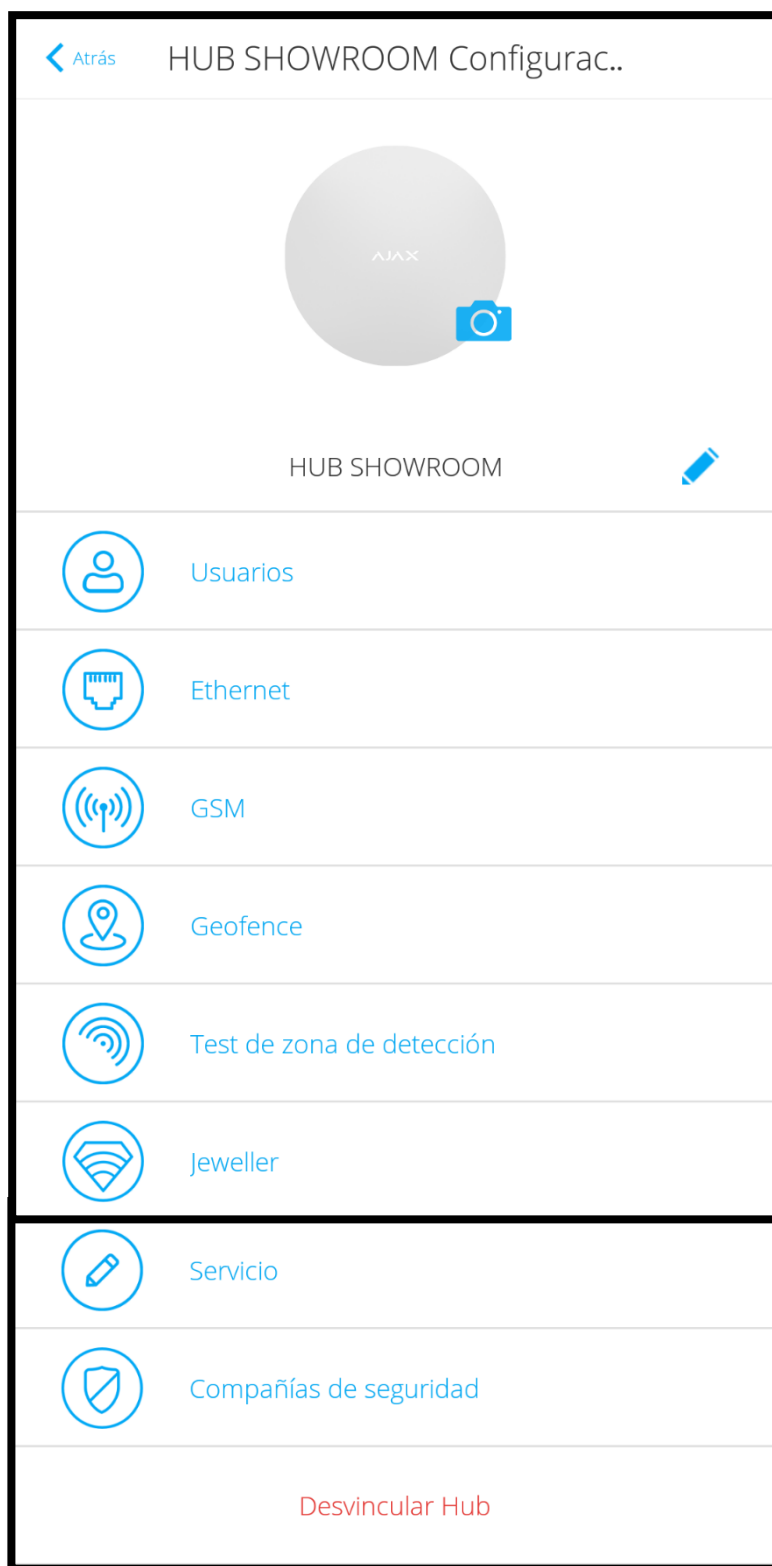 Atrás HUB SHOWROOM Configurac..
AJAX
HUB SHOWROOM
Usuarios
Ethernet
GSM
Geofence
Test de zona de detección
Jeweller
Servicio
Compañías de seguridad
Desvincular Hub